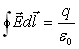 ∮E⃗dl⃗ = q/ε₀